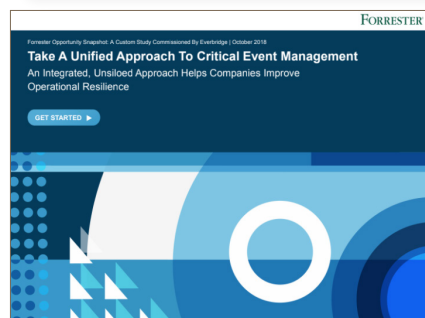 FORRESTER®
Forrester Opportunity Snapshot: A Custom Study Commissioned By Everbridge | October 2018
Take A Unified Approach To Critical Event Management
An Integrated, Unsiloed Approach Helps Companies Improve
Operational Resilience
GET STARTED